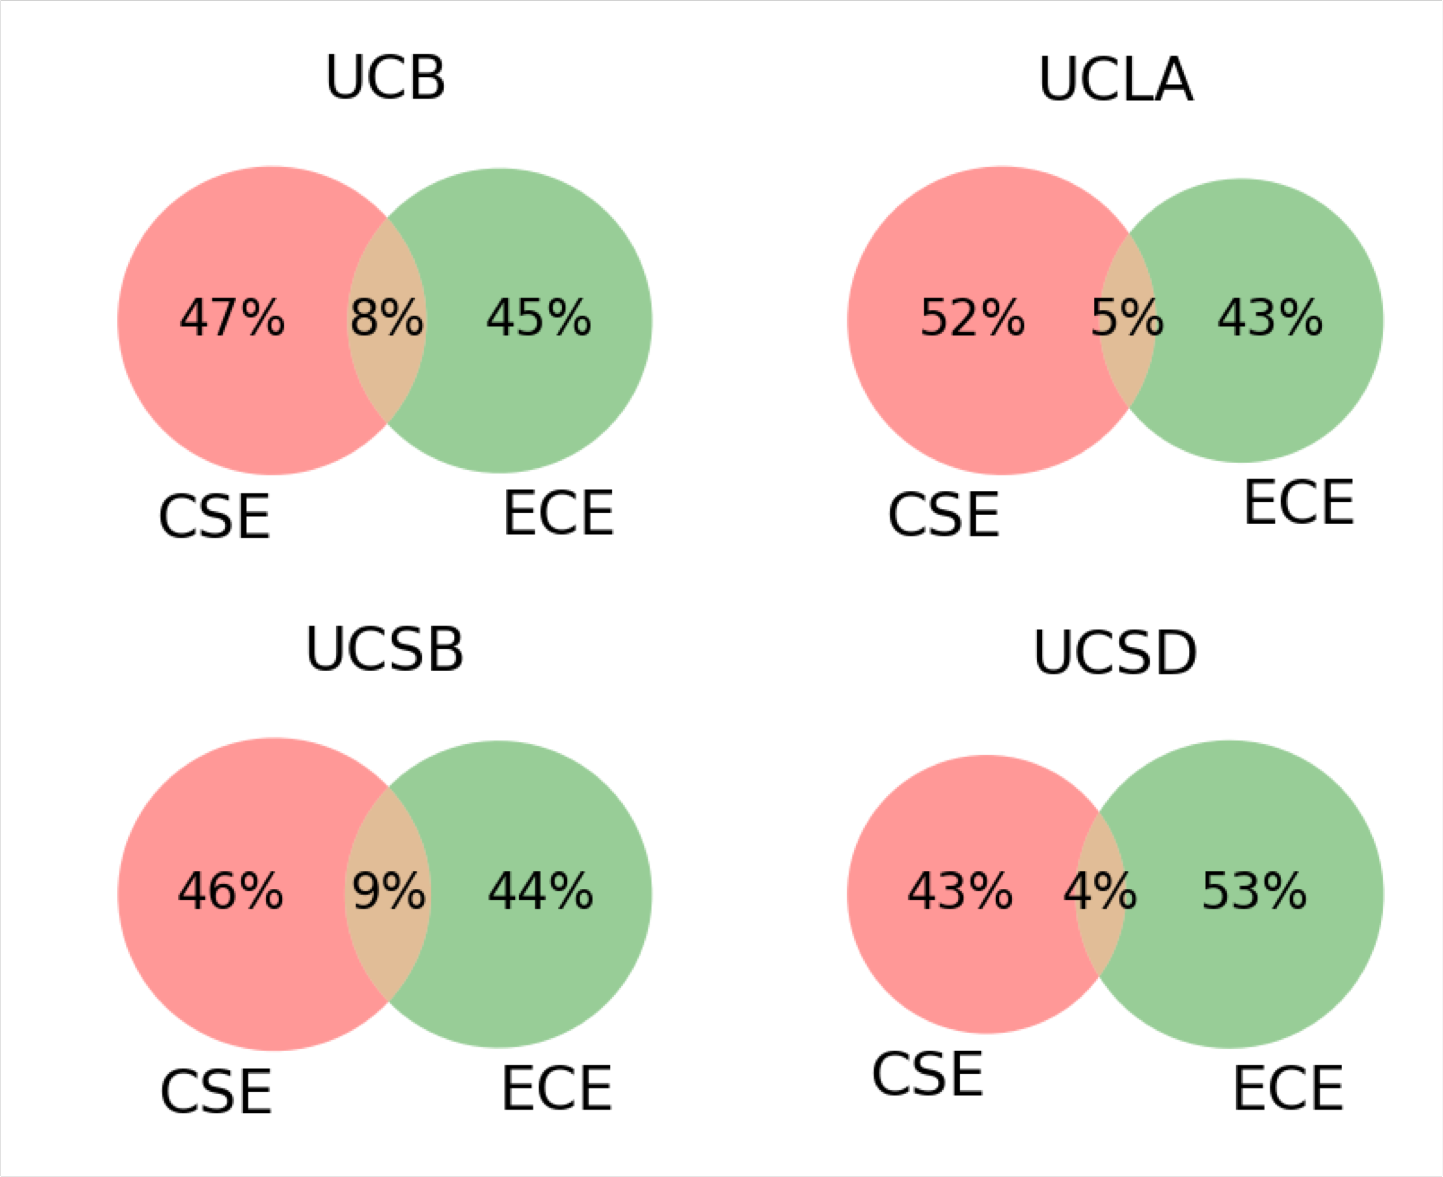 UCB
47% 8% 45%
CSE ECE
UCLA
52% 5% 43%
CSE ECE
UCSB
46% 9% 44%
CSE ECE
UCSD
43% 4% 53%
CSE ECE